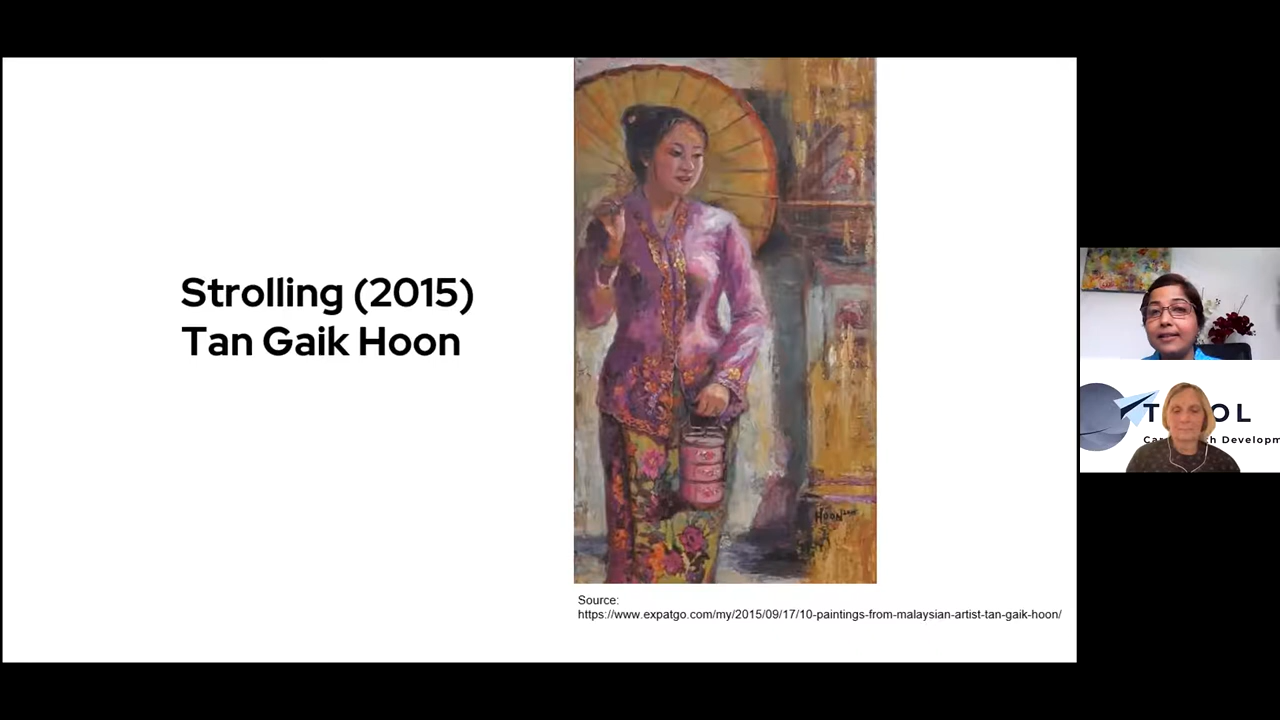 Strolling (2015)
Tan Gaik Hoon
HOON
Source:
https://www.expatgo.com/my/2015/09/17/10-paintings-from-malaysian-artist-tan-gaik-hoon/